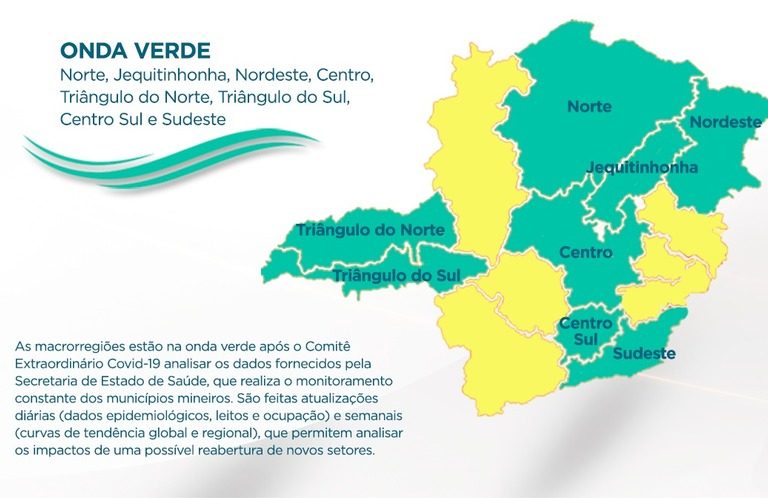 ONDA VERDE
Norte, Jequitinhonha, Nordeste, Centro,
Triângulo do Norte, Triângulo do Sul,
Centro Sul e Sudeste
Norte
Nordeste
Jequitinhonha
Triângulo do Norte
Centro
Triângulo do Sul
Centro
Sul
Sudeste
As macrorregiões estão na onda verde após o Comitê
Extraordinário Covid-19 analisar os dados fornecidos pela
Secretaria de Estado de Saúde, que realiza o monitoramento
constante dos municípios mineiros. São feitas atualizações
diárias (dados epidemiológicos, leitos e ocupação) e semanais
(curvas de tendência global e regional), que permitem analisar
os impactos de uma possível reabertura de novos setores.